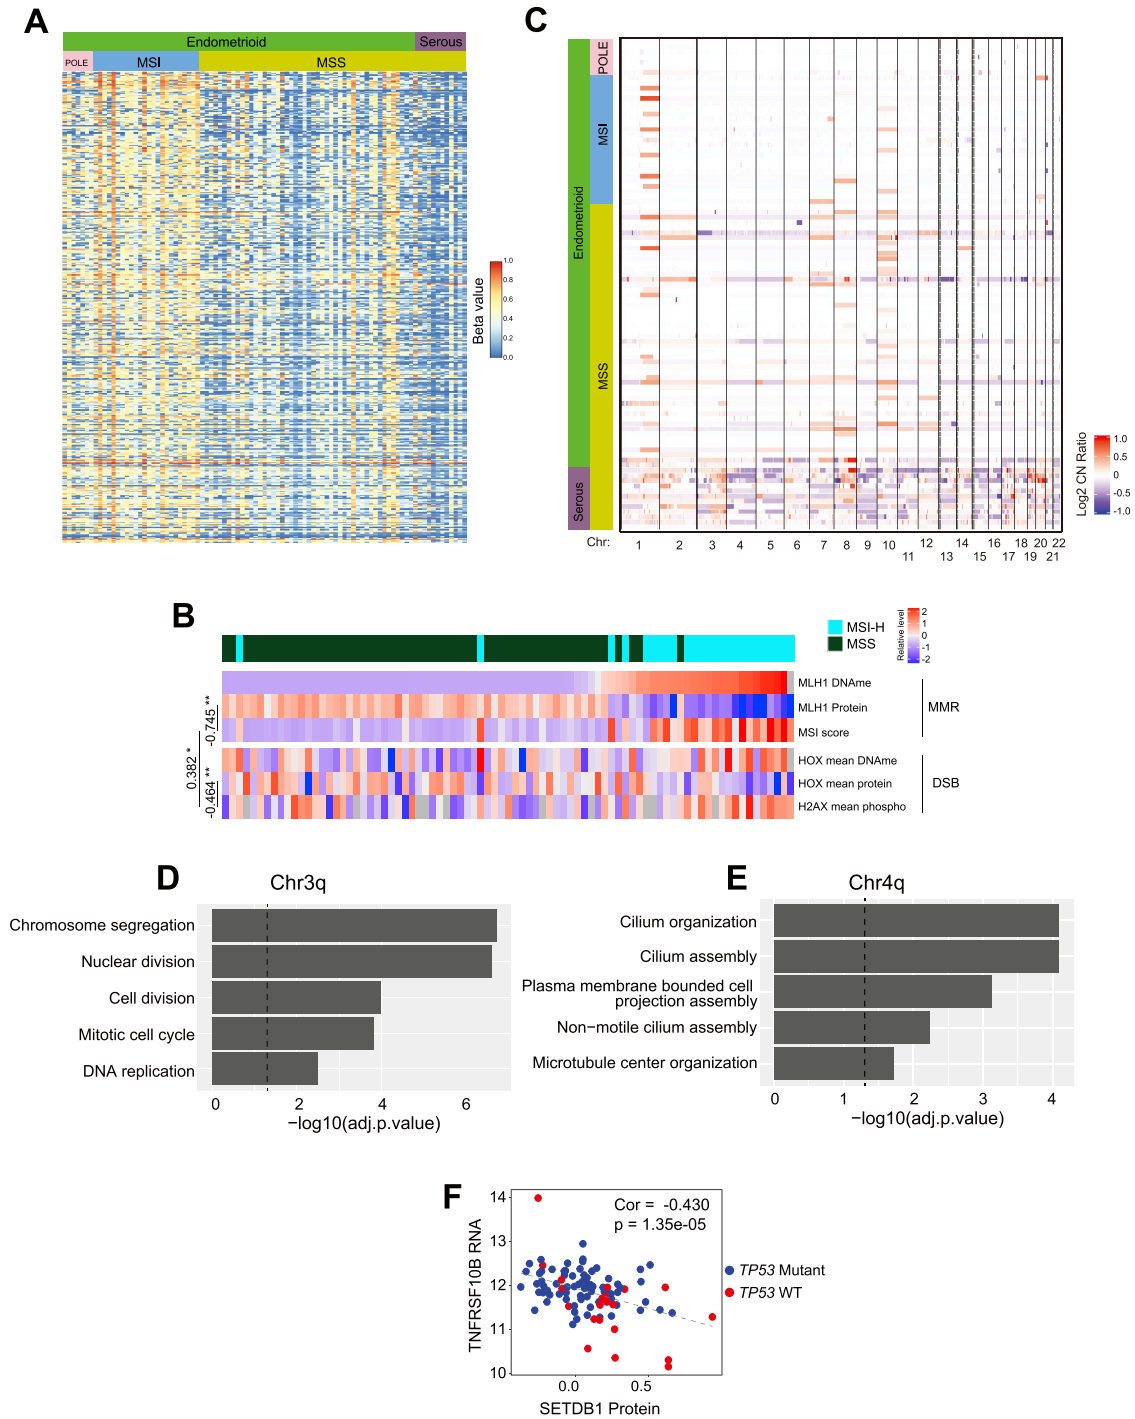 A
Endometrioid
Serous
POLE
MSI
MSS
Beta value
1.0
0.8
0.6
0.4
0.2
0.0
C
Endometrioid
Serous
POLE
MSI
MSS
Chr:
1
2
3
4
5
6
7
8
9
10
11
12
13
14
15
16
17
18
19
20
21
22
Log2 CN Ratio
1.0
0.5
0
-0.5
-1.0
B
MSI-H
MSS
Relative level
2
1
0
-1
-2
MLH1 DNAme
MLH1 Protein
MSI score
MMR
HOX mean DNAme
HOX mean protein
H2AX mean phospho
DSB
-0.745 **
0.382 *
-0.464 **
D
Chr3q
Chromosome segregation
Nuclear division
Cell division
Mitotic cell cycle
DNA replication
0 2 4 6
−log10(adj.p.value)
E
Chr4q
Cilium organization
Cilium assembly
Plasma membrane bounded cell
projection assembly
Non−motile cilium assembly
Microtubule center organization
0 1 2 3 4
−log10(adj.p.value)
F
Cor = -0.430
p = 1.35e-05
TNFRSF10B RNA
14
13
12
11
10
0.0 0.5
SETDB1 Protein
TP53 Mutant
TP53 WT